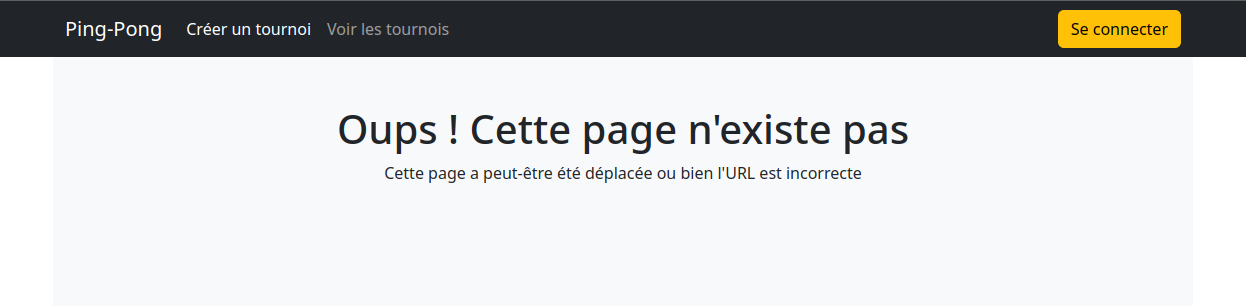 Ping-Pong Créer un tournoi Voir les tournois Se connecter
Oups ! Cette page n'existe pas
Cette page a peut-être été déplacée ou bien l'URL est incorrecte